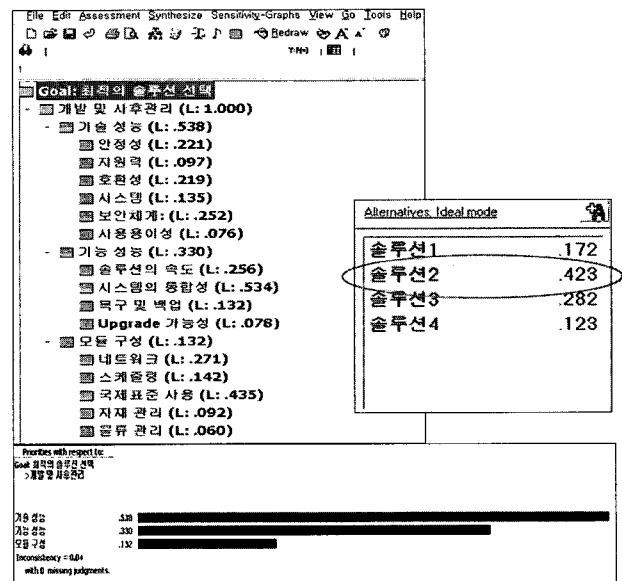 File Edit Assessment Synthesize Sensitivity-Graphs View Go Tools Help
Redraw
Goal: 최적의 솔루션 선택
- 개발 및 사후관리 (L: 1.000)
- 기술 성능 (L: .538)
안정성 (L: .221)
지원력 (L: .097)
호환성 (L: .219)
시스템 (L: .135)
보안체계: (L: .252)
사용용이성 (L: .076)
- 기능 성능 (L: .330)
솔루션의 속도 (L: .256)
시스템의 통합성 (L: .534)
복구 및 백업 (L: .132)
Upgrade 가능성 (L: .078)
- 모듈 구성 (L: .132)
네트워크 (L: .271)
스케줄링 (L: .142)
국제표준 사용 (L: .435)
자재 관리 (L: .092)
물류 관리 (L: .060)
Alternatives: Ideal mode
솔루션1 .172
솔루션2 .423
솔루션3 .282
솔루션4 .123
Priorities with respect to:
Goal: 최적의 솔루션 선택
>개발 및 사후관리
기술 성능 .538
기능 성능 .330
모듈 구성 .132
Inconsistency = 0.04
with 0 missing judgments.